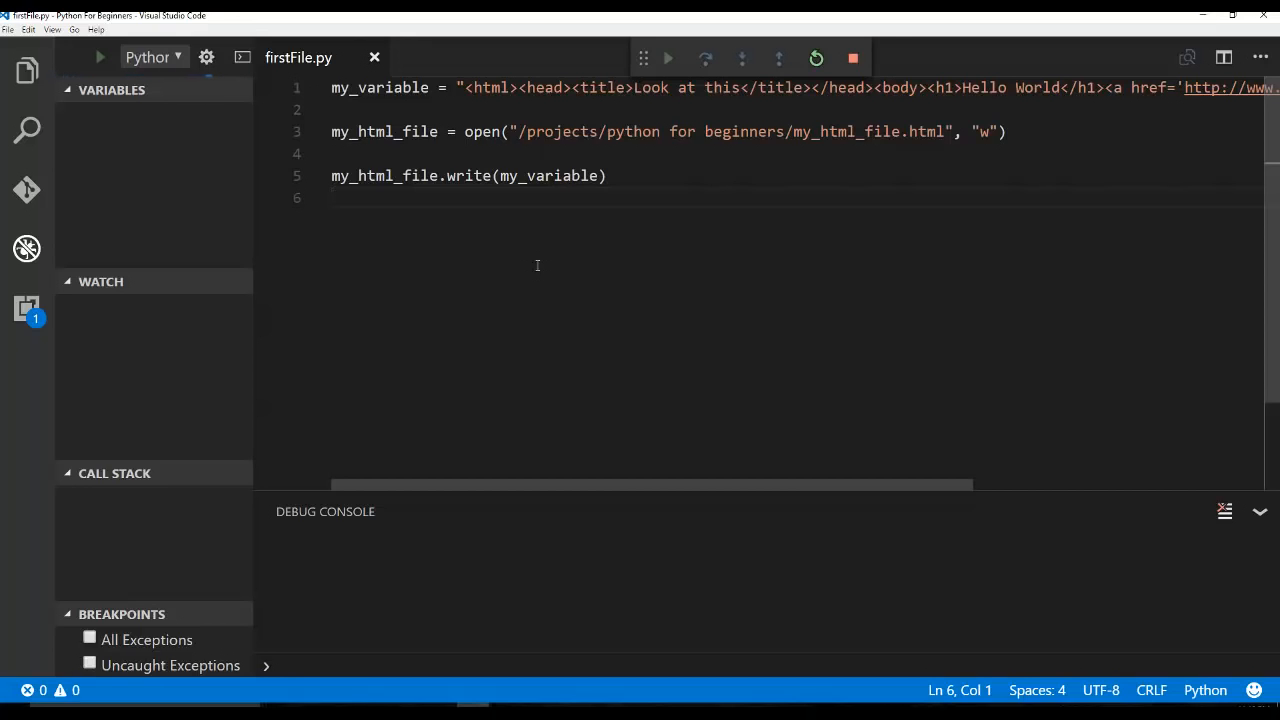 firstFile.py - Python For Beginners - Visual Studio Code
File Edit View Go Help
Python
firstFile.py
VARIABLES
1 my_variable = "<html><head><title>Look at this</title></head><body><h1>Hello World</h1><a href='http://www.
2
3 my_html_file = open("/projects/python for beginners/my_html_file.html", "w")
4
5 my_html_file.write(my_variable)
6
WATCH
1
CALL STACK
DEBUG CONSOLE
BREAKPOINTS
All Exceptions
Uncaught Exceptions
0 0 Ln 6, Col 1 Spaces: 4 UTF-8 CRLF Python